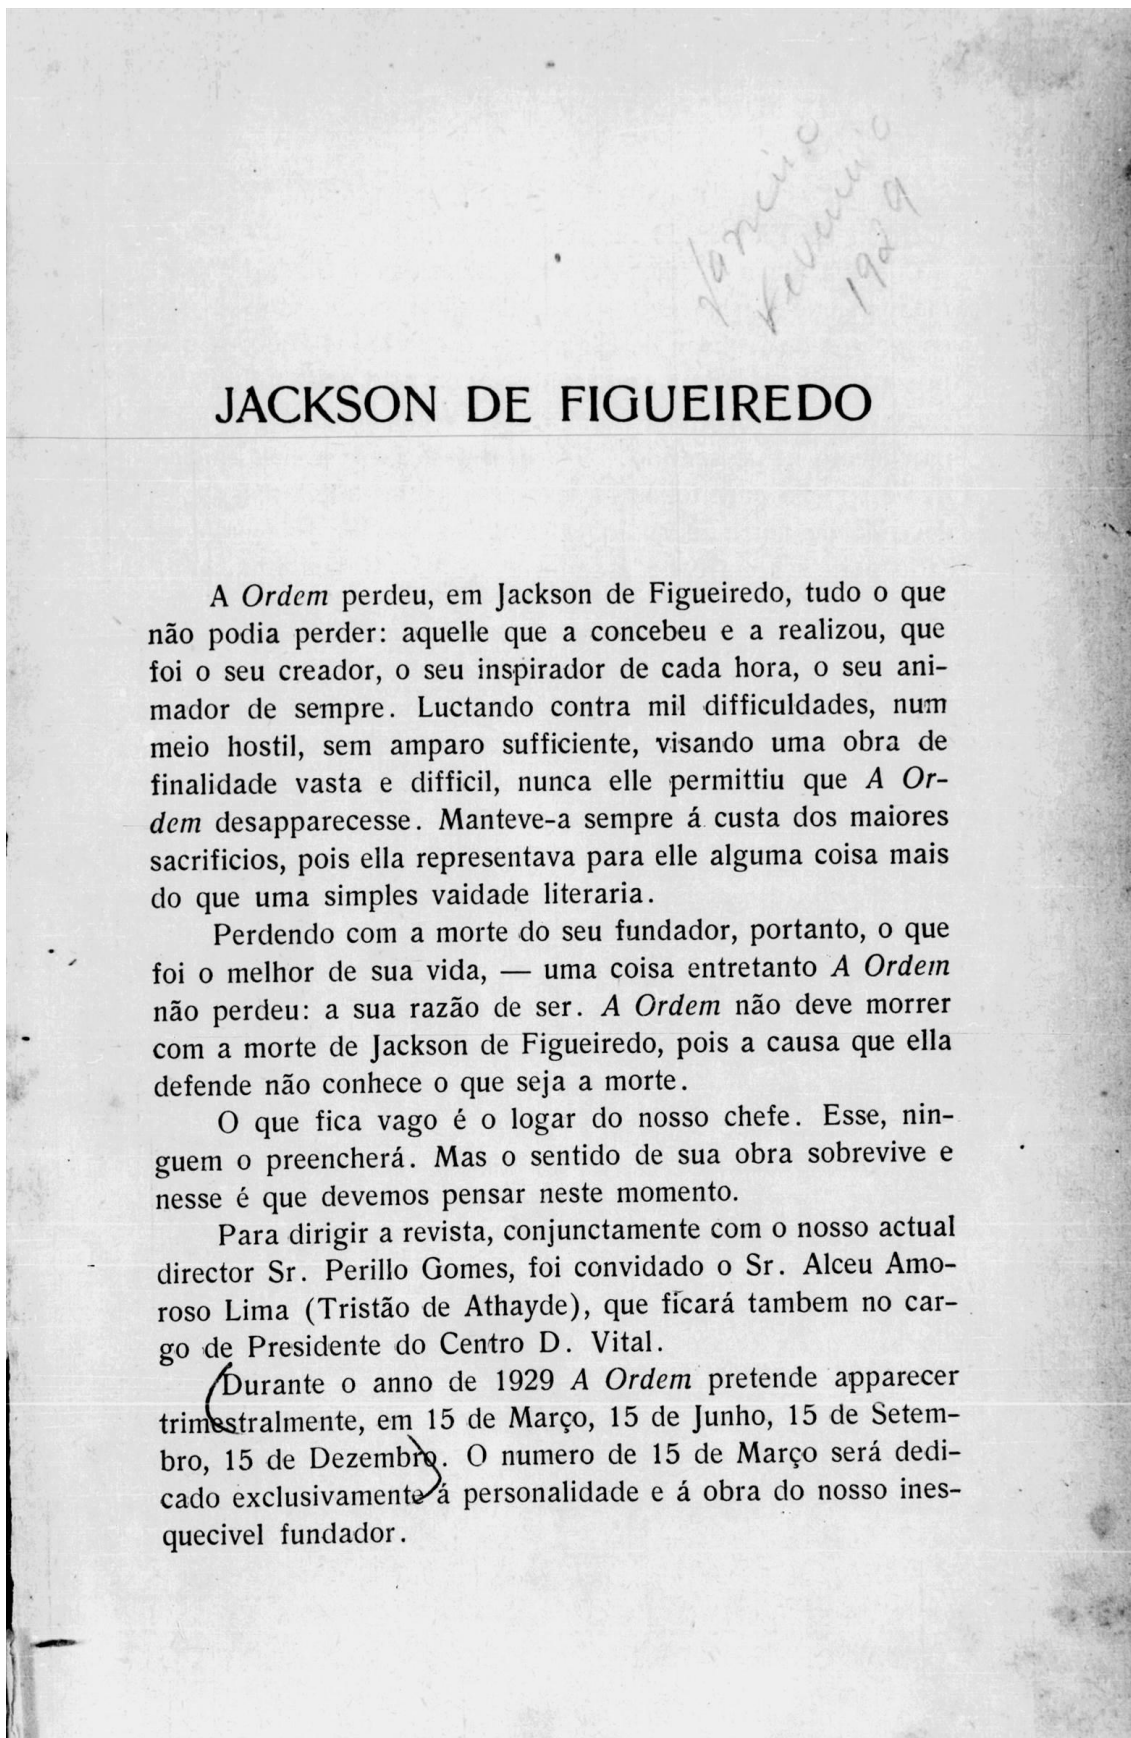 Janeiro
Fevereiro
1929
JACKSON DE FIGUEIREDO
A Ordem perdeu, em Jackson de Figueiredo, tudo o que
não podia perder: aquelle que a concebeu e a realizou, que
foi o seu creador, o seu inspirador de cada hora, o seu ani-
mador de sempre. Luctando contra mil difficuldades, num
meio hostil, sem amparo sufficiente, visando uma obra de
finalidade vasta e difficil, nunca elle permittiu que A Or-
dem desapparecesse. Manteve-a sempre á custa dos maiores
sacrificios, pois ella representava para elle alguma coisa mais
do que uma simples vaidade literaria.
Perdendo com a morte do seu fundador, portanto, o que
foi o melhor de sua vida, — uma coisa entretanto A Ordem
não perdeu: a sua razão de ser. A Ordem não deve morrer
com a morte de Jackson de Figueiredo, pois a causa que ella
defende não conhece o que seja a morte.
O que fica vago é o logar do nosso chefe. Esse, nin-
guem o preencherá. Mas o sentido de sua obra sobrevive e
nesse é que devemos pensar neste momento.
Para dirigir a revista, conjunctamente com o nosso actual
director Sr. Perillo Gomes, foi convidado o Sr. Alceu Amo-
roso Lima (Tristão de Athayde), que ficará tambem no car-
go de Presidente do Centro D. Vital.
Durante o anno de 1929 A Ordem pretende apparecer
trimestralmente, em 15 de Março, 15 de Junho, 15 de Setem-
bro, 15 de Dezembro. O numero de 15 de Março será dedi-
cado exclusivamente á personalidade e á obra do nosso ines-
quecivel fundador.